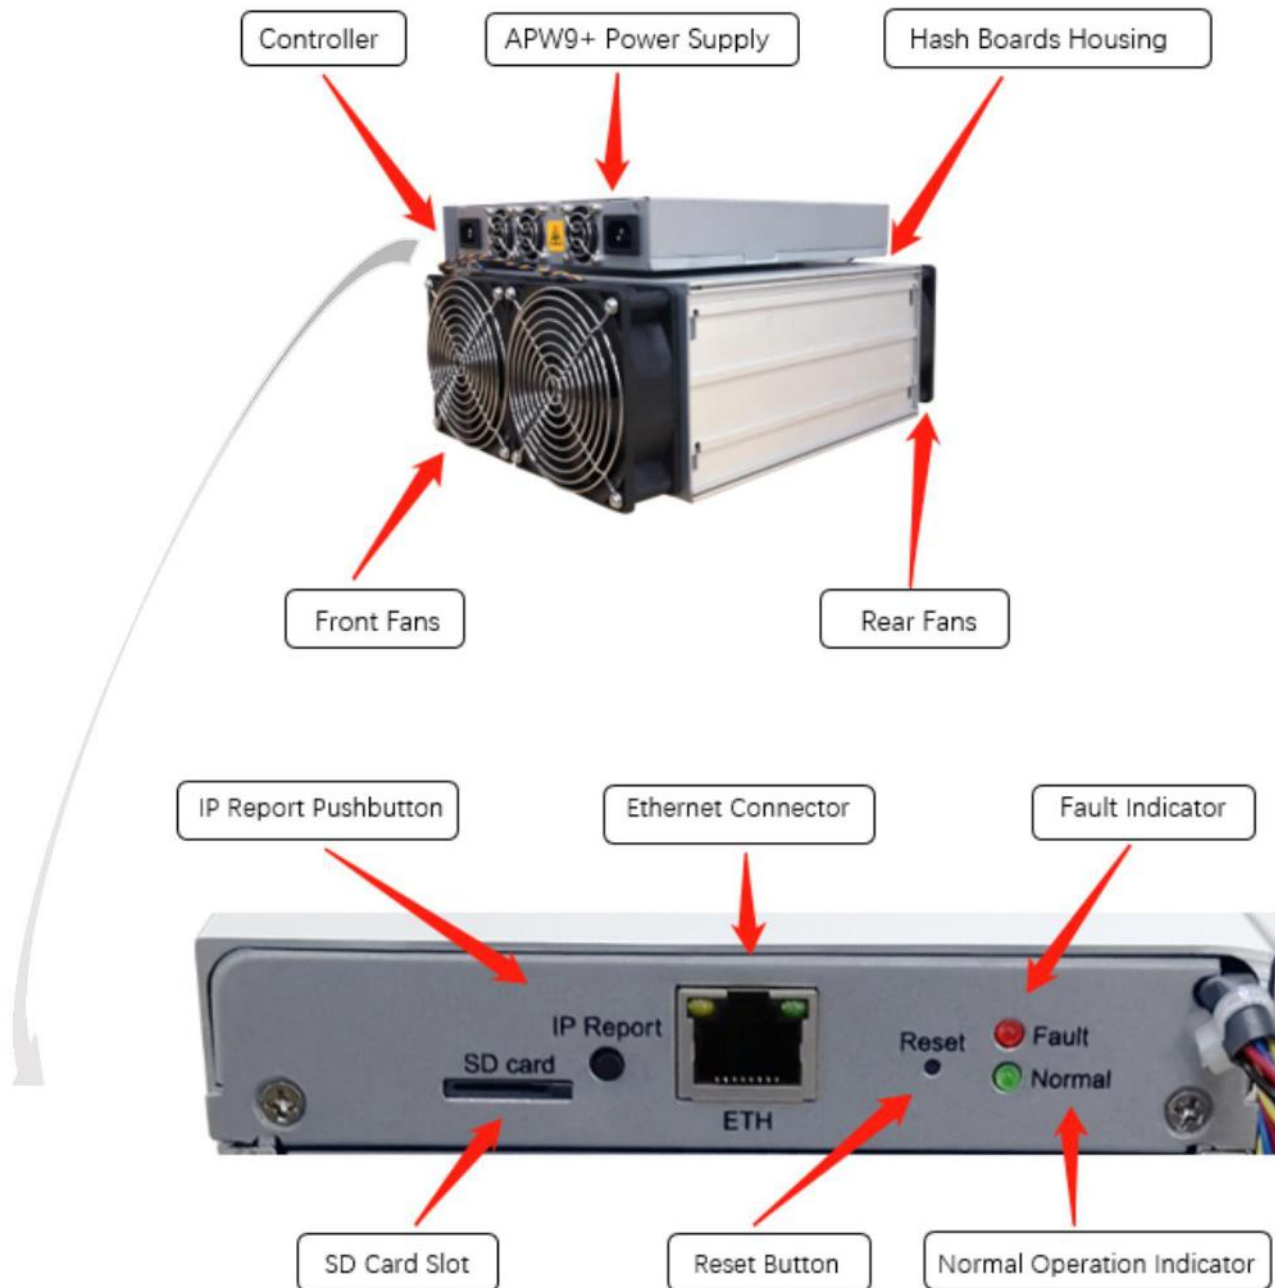 Controller
APW9+ Power Supply
Hash Boards Housing
Front Fans
Rear Fans
IP Report Pushbutton
Ethernet Connector
Fault Indicator
IP Report
SD card
ETH
Reset
Fault
Normal
SD Card Slot
Reset Button
Normal Operation Indicator